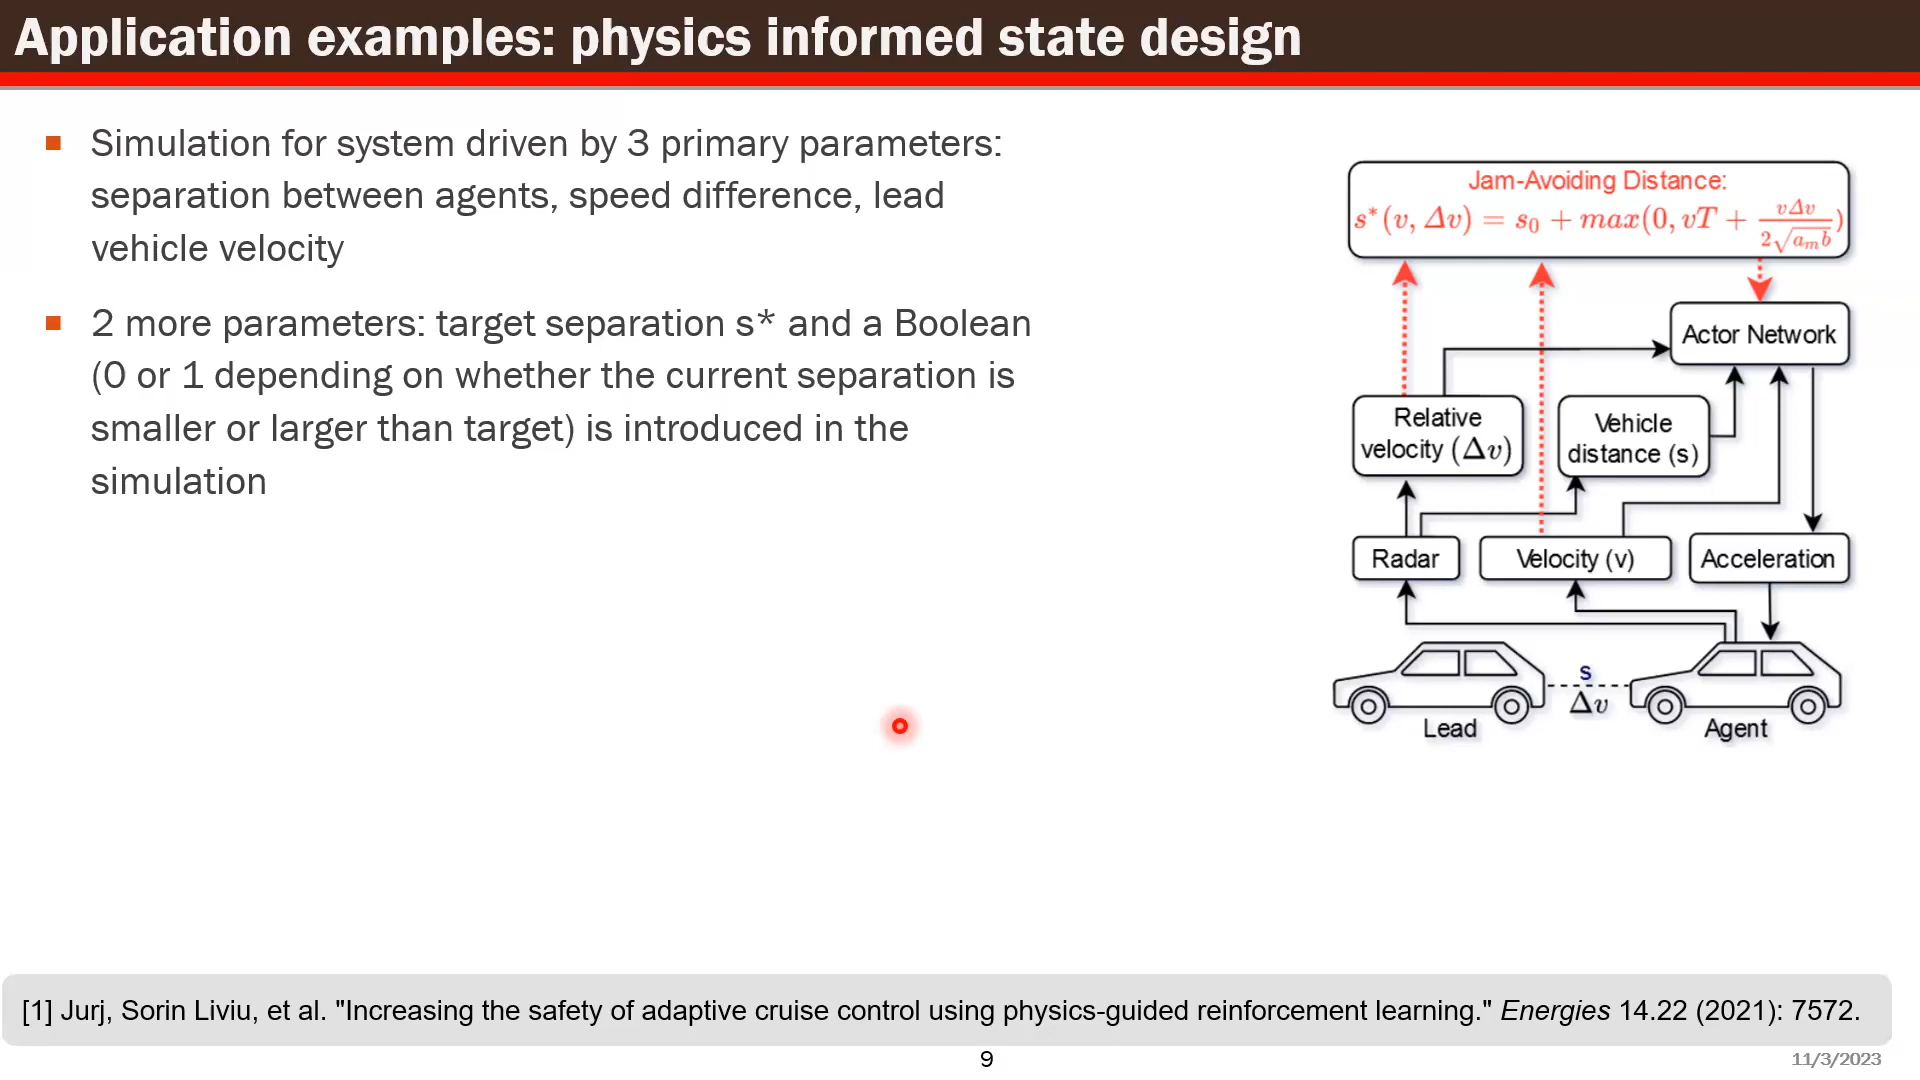 Application examples: physics informed state design
Simulation for system driven by 3 primary parameters:
separation between agents, speed difference, lead
vehicle velocity
2 more parameters: target separation s* and a Boolean
(0 or 1 depending on whether the current separation is
smaller or larger than target) is introduced in the
simulation
Jam-Avoiding Distance:
s*(v, Δv) = s₀ + max(0, vT + vΔv / 2√(aₘb))
Actor Network
Relative
velocity (Δv)
Vehicle
distance (s)
Radar
Velocity (v)
Acceleration
s
Δv
Lead
Agent
[1] Jurj, Sorin Liviu, et al. "Increasing the safety of adaptive cruise control using physics-guided reinforcement learning." Energies 14.22 (2021): 7572.
9
11/3/2023